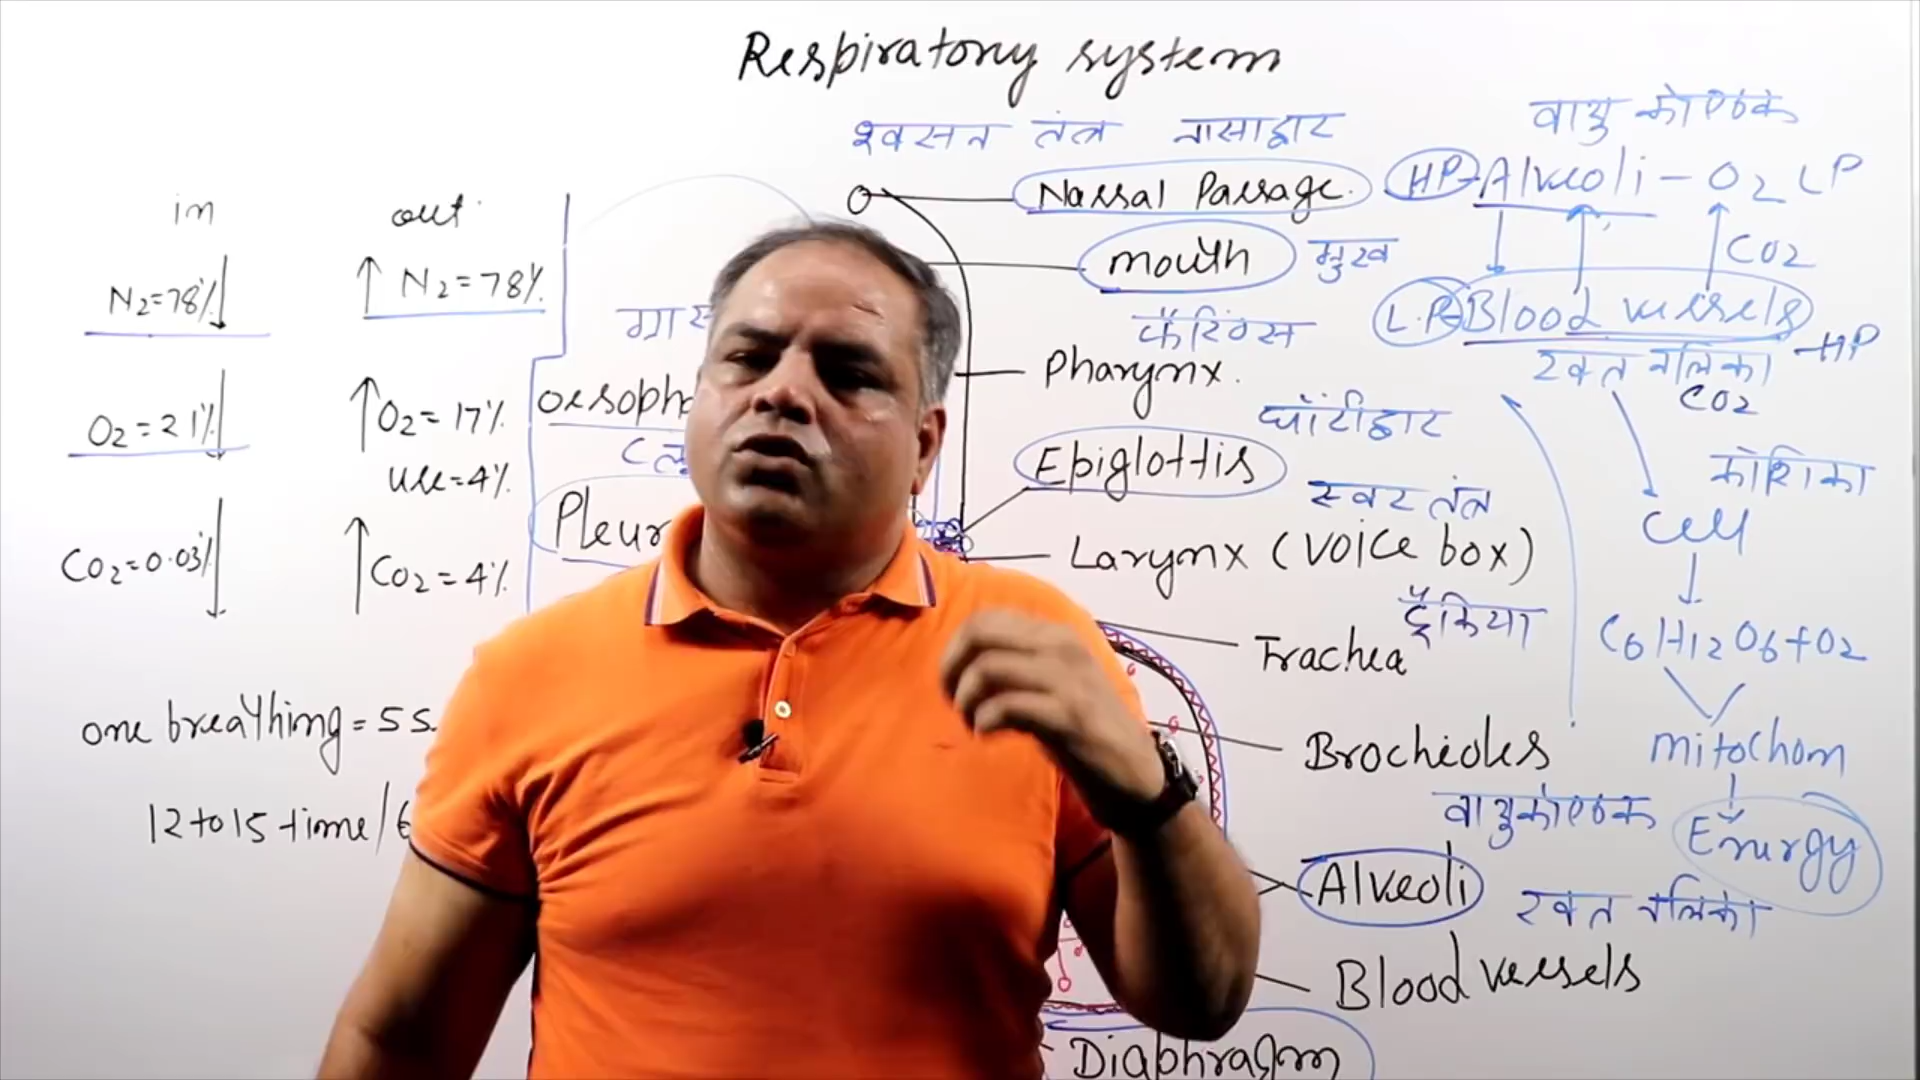 Respiratory system
श्वसन तंत्र
नासाद्वार
Nassal Passage.
mouth
मुख
फैरिंग्स
Pharynx.
घाँटीद्वार
Epiglottis
स्वर तंत्र
Larynx (voice box)
ट्रैकिया
Trachea
Brocheoles
वायुकोष्ठक
Alveoli
रक्त नलिका
Blood vessels
Diaphragm
in
N2=78%
O2=21%
CO2=0.03%
out
N2=78%.
O2=17%
use=4%.
CO2=4%
one breathing = 5 s.
12 to 15 time/
Pleur
वायु कोष्ठक
HP-Alveoli-O2 LP
CO2
L.P-Blood vessels
-HP
रक्त नलिका
CO2
कोशिका
Cell
C6H12O6+O2
mitochom
Energy